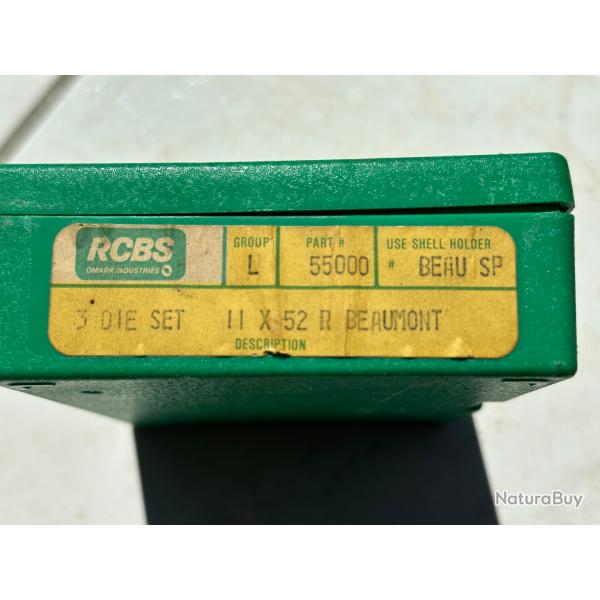 RCBS
OMARK INDUSTRIES
GROUP PART # USE SHELL HOLDER
L 55000 # BEAU SP
3 DIE SET 11 X 52 R BEAUMONT
DESCRIPTION
NaturaBuy